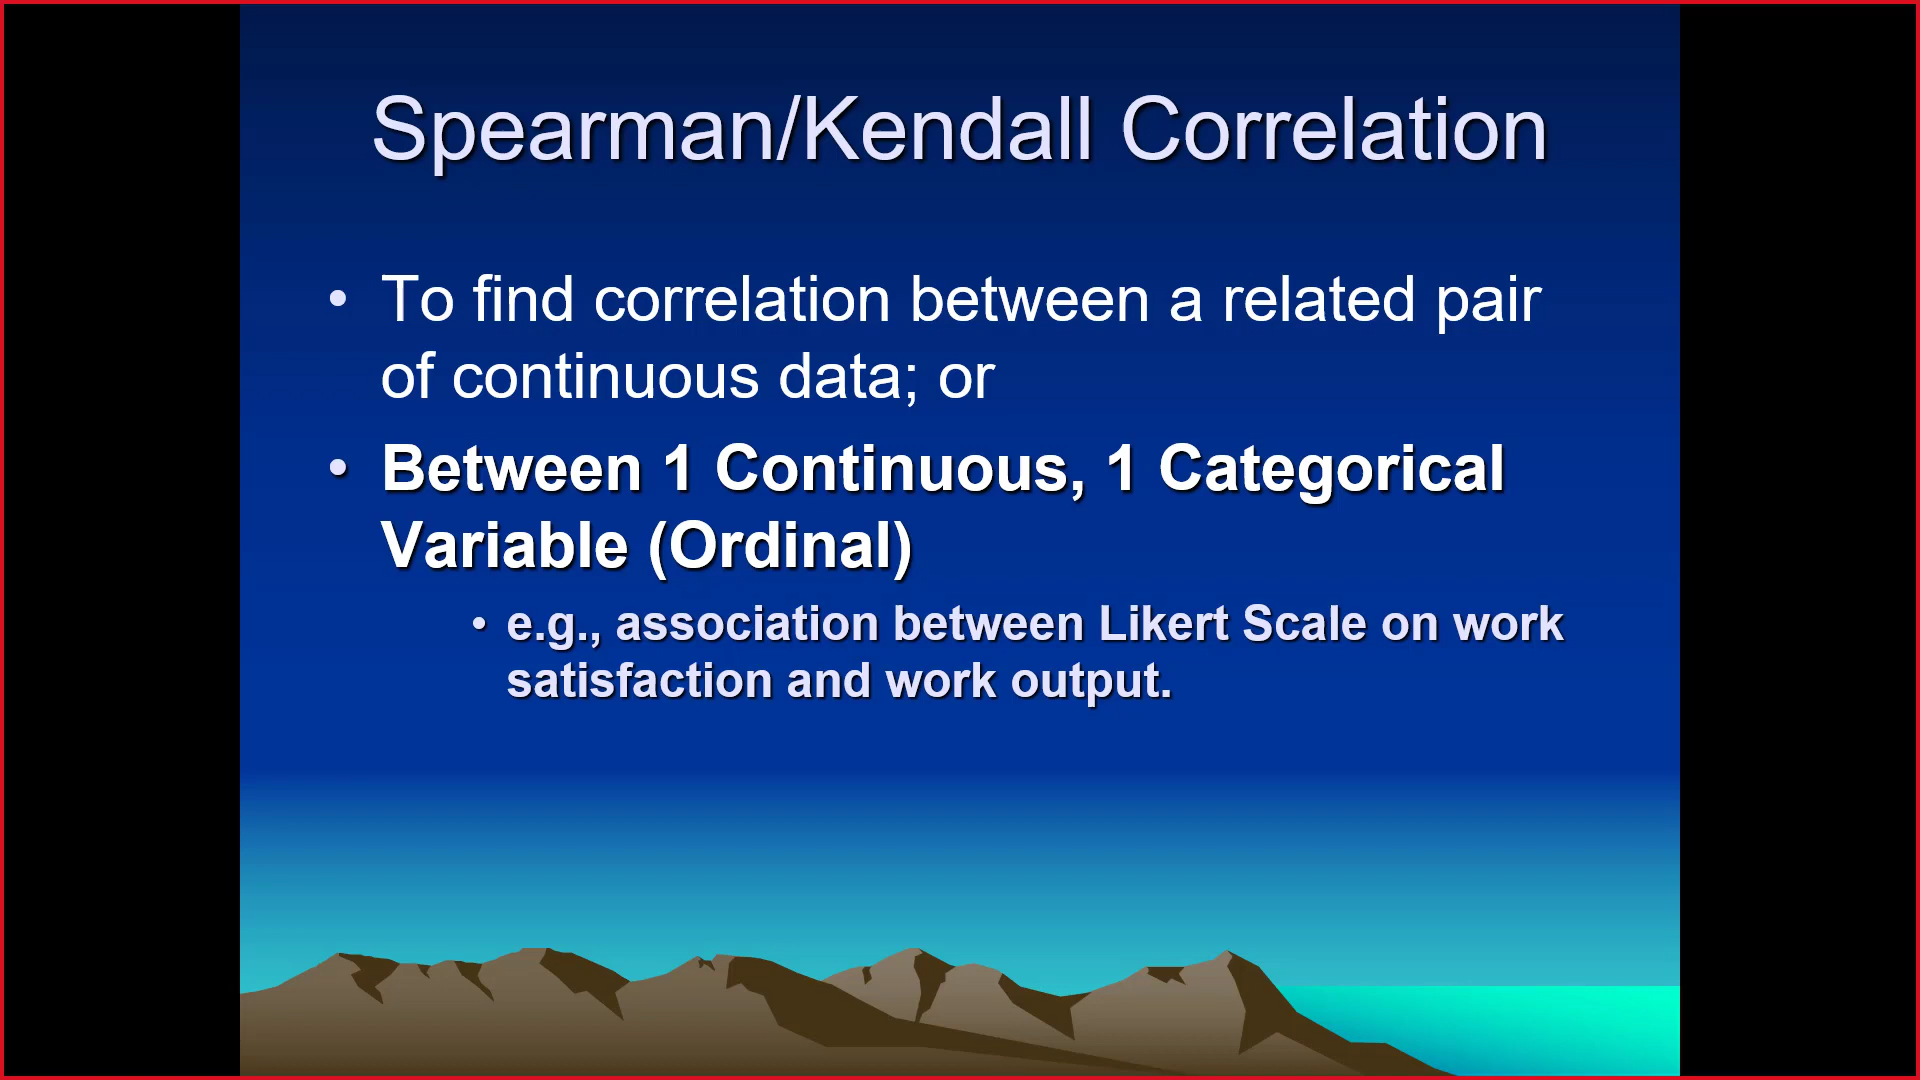 Spearman/Kendall Correlation
• To find correlation between a related pair
of continuous data; or
• Between 1 Continuous, 1 Categorical
Variable (Ordinal)
• e.g., association between Likert Scale on work
satisfaction and work output.